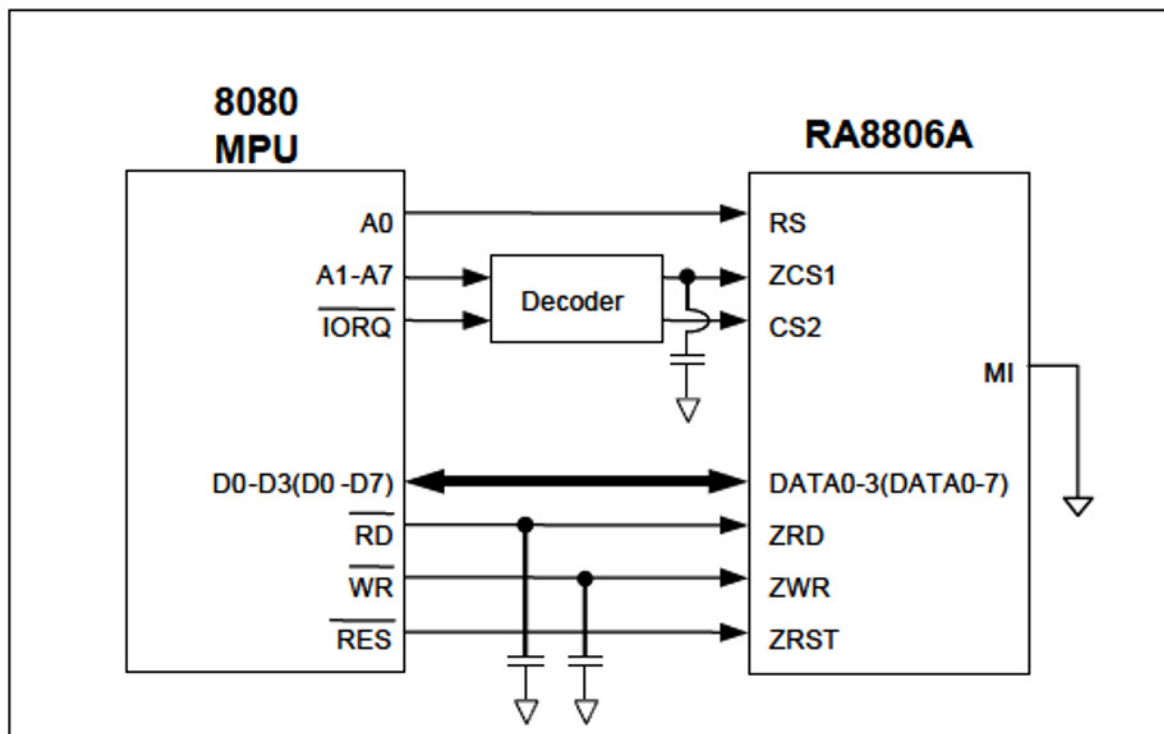 8080
MPU
RA8806A
A0
RS
A1-A7
Decoder
ZCS1
IORQ
CS2
MI
D0-D3(D0 -D7)
DATA0-3(DATA0-7)
RD
ZRD
WR
ZWR
RES
ZRST